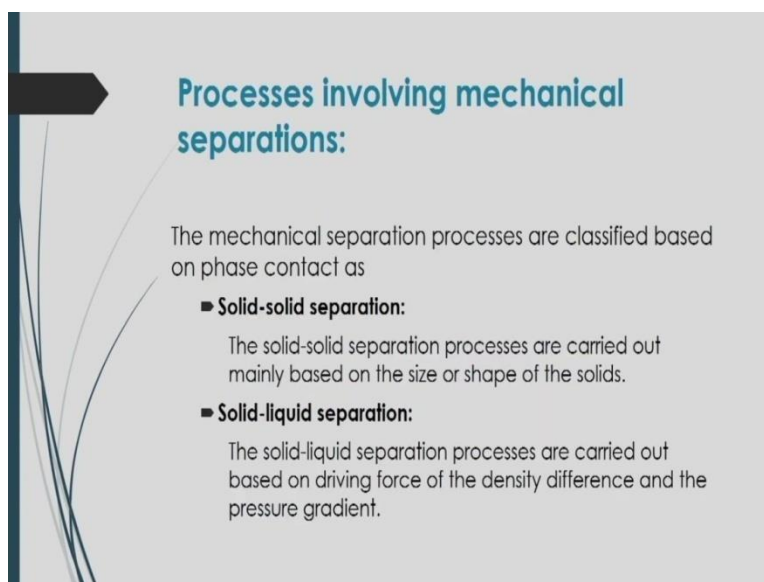 Processes involving mechanical
separations:
The mechanical separation processes are classified based
on phase contact as
Solid-solid separation:
The solid-solid separation processes are carried out
mainly based on the size or shape of the solids.
Solid-liquid separation:
The solid-liquid separation processes are carried out
based on driving force of the density difference and the
pressure gradient.